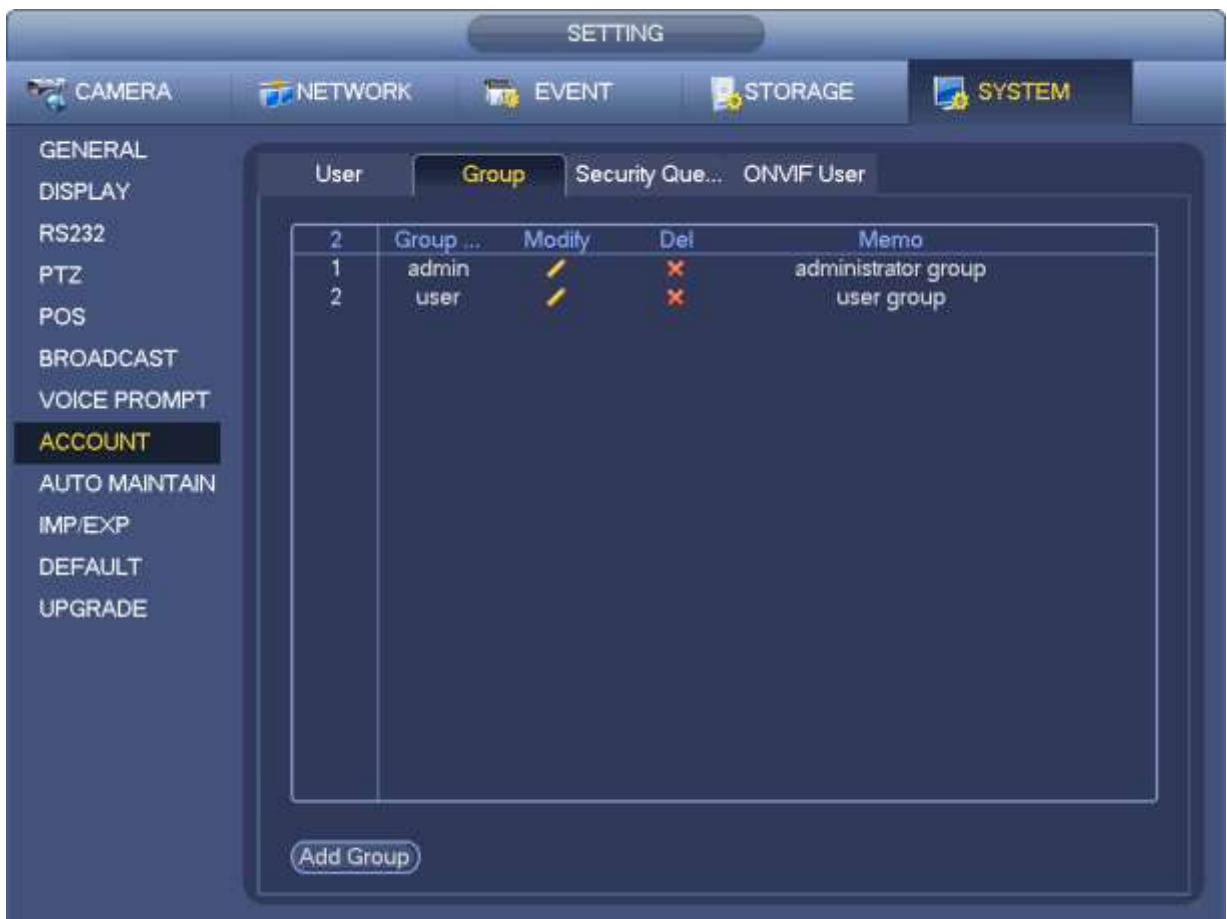 SETTING
CAMERA NETWORK EVENT STORAGE SYSTEM
GENERAL
DISPLAY
RS232
PTZ
POS
BROADCAST
VOICE PROMPT
ACCOUNT
AUTO MAINTAIN
IMP/EXP
DEFAULT
UPGRADE
User Group Security Que... ONVIF User
2 Group ... Modify Del Memo
1 admin administrator group
2 user user group
Add Group